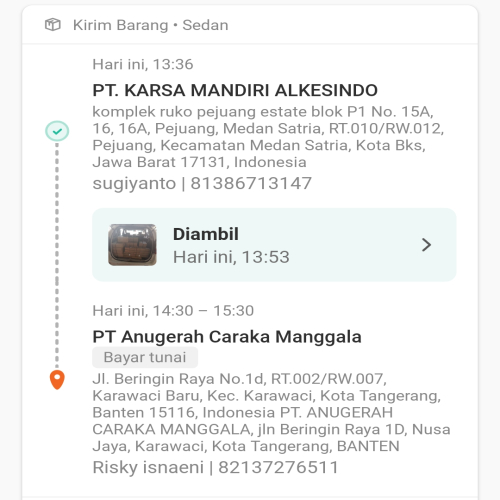 Kirim Barang • Sedan
Hari ini, 13:36
PT. KARSA MANDIRI ALKESINDO
komplek ruko pejuang estate blok P1 No. 15A,
16, 16A, Pejuang, Medan Satria, RT.010/RW.012,
Pejuang, Kecamatan Medan Satria, Kota Bks,
Jawa Barat 17131, Indonesia
sugiyanto | 81386713147
Diambil
Hari ini, 13:53
Hari ini, 14:30 – 15:30
PT Anugerah Caraka Manggala
Bayar tunai
Jl. Beringin Raya No.1d, RT.002/RW.007,
Karawaci Baru, Kec. Karawaci, Kota Tangerang,
Banten 15116, Indonesia PT. ANUGERAH
CARAKA MANGGALA, jln Beringin Raya 1D, Nusa
Jaya, Karawaci, Kota Tangerang, BANTEN
Risky isnaeni | 82137276511